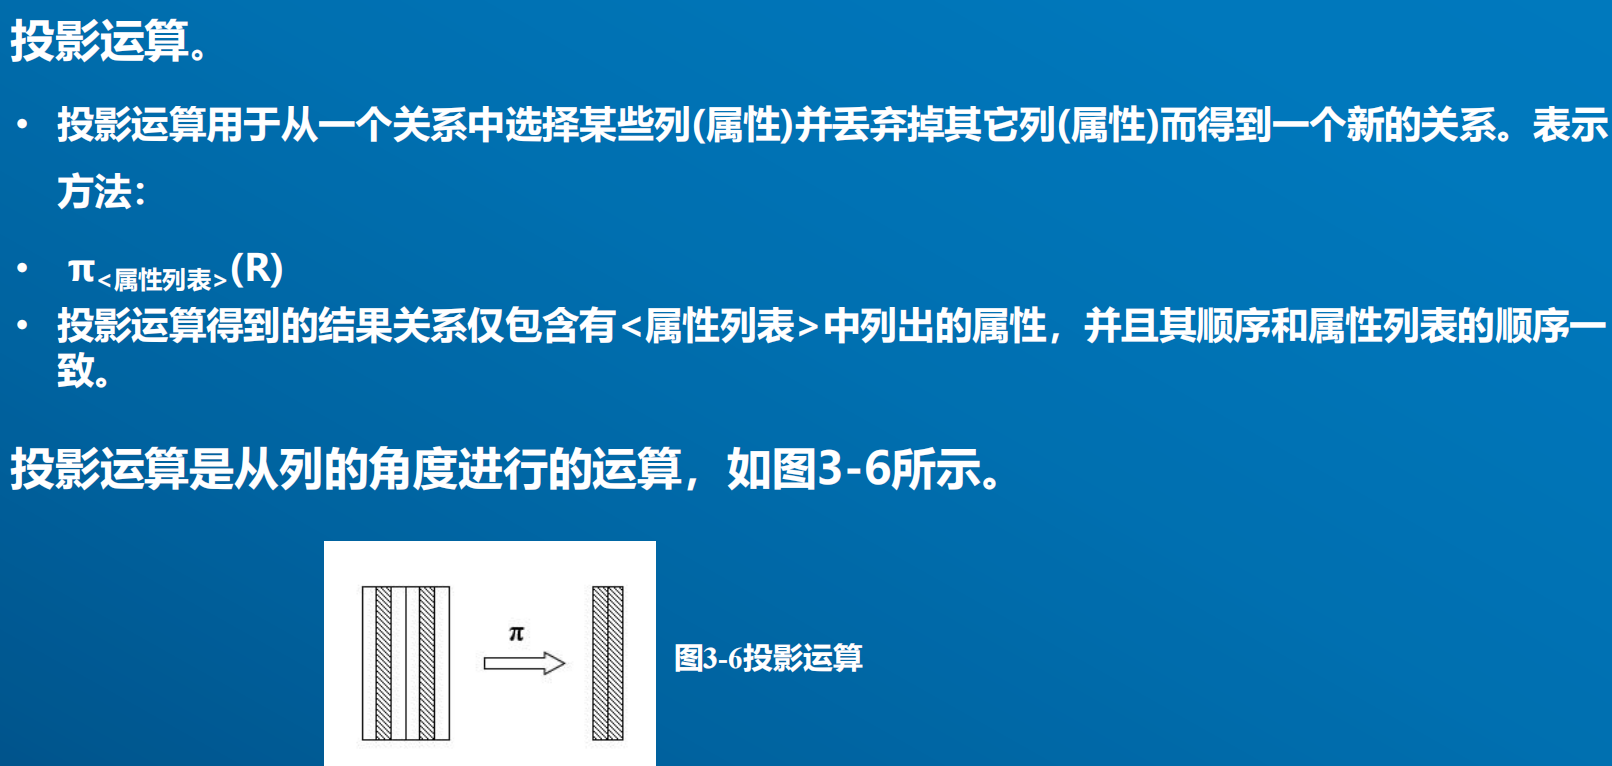 投影运算。
• 投影运算用于从一个关系中选择某些列(属性)并丢弃掉其它列(属性)而得到一个新的关系。表示
方法：
• π<属性列表>(R)
• 投影运算得到的结果关系仅包含有<属性列表>中列出的属性，并且其顺序和属性列表的顺序一
致。
投影运算是从列的角度进行的运算，如图3-6所示。
π
图3-6投影运算